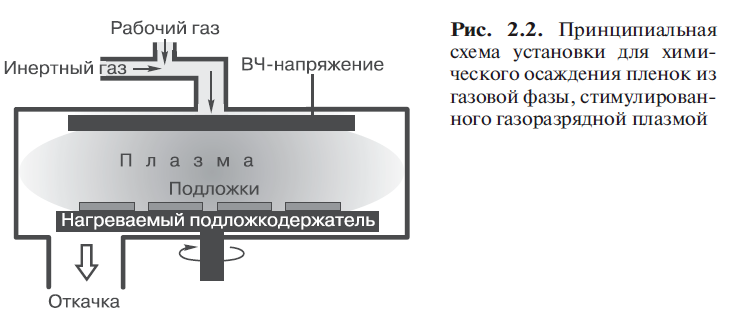 Рабочий газ
Инертный газ
ВЧ-напряжение
Плазма
Подложки
Нагреваемый подложкодержатель
Откачка
Рис. 2.2. Принципиальная
схема установки для хими-
ческого осаждения пленок из
газовой фазы, стимулирован-
ного газоразрядной плазмой